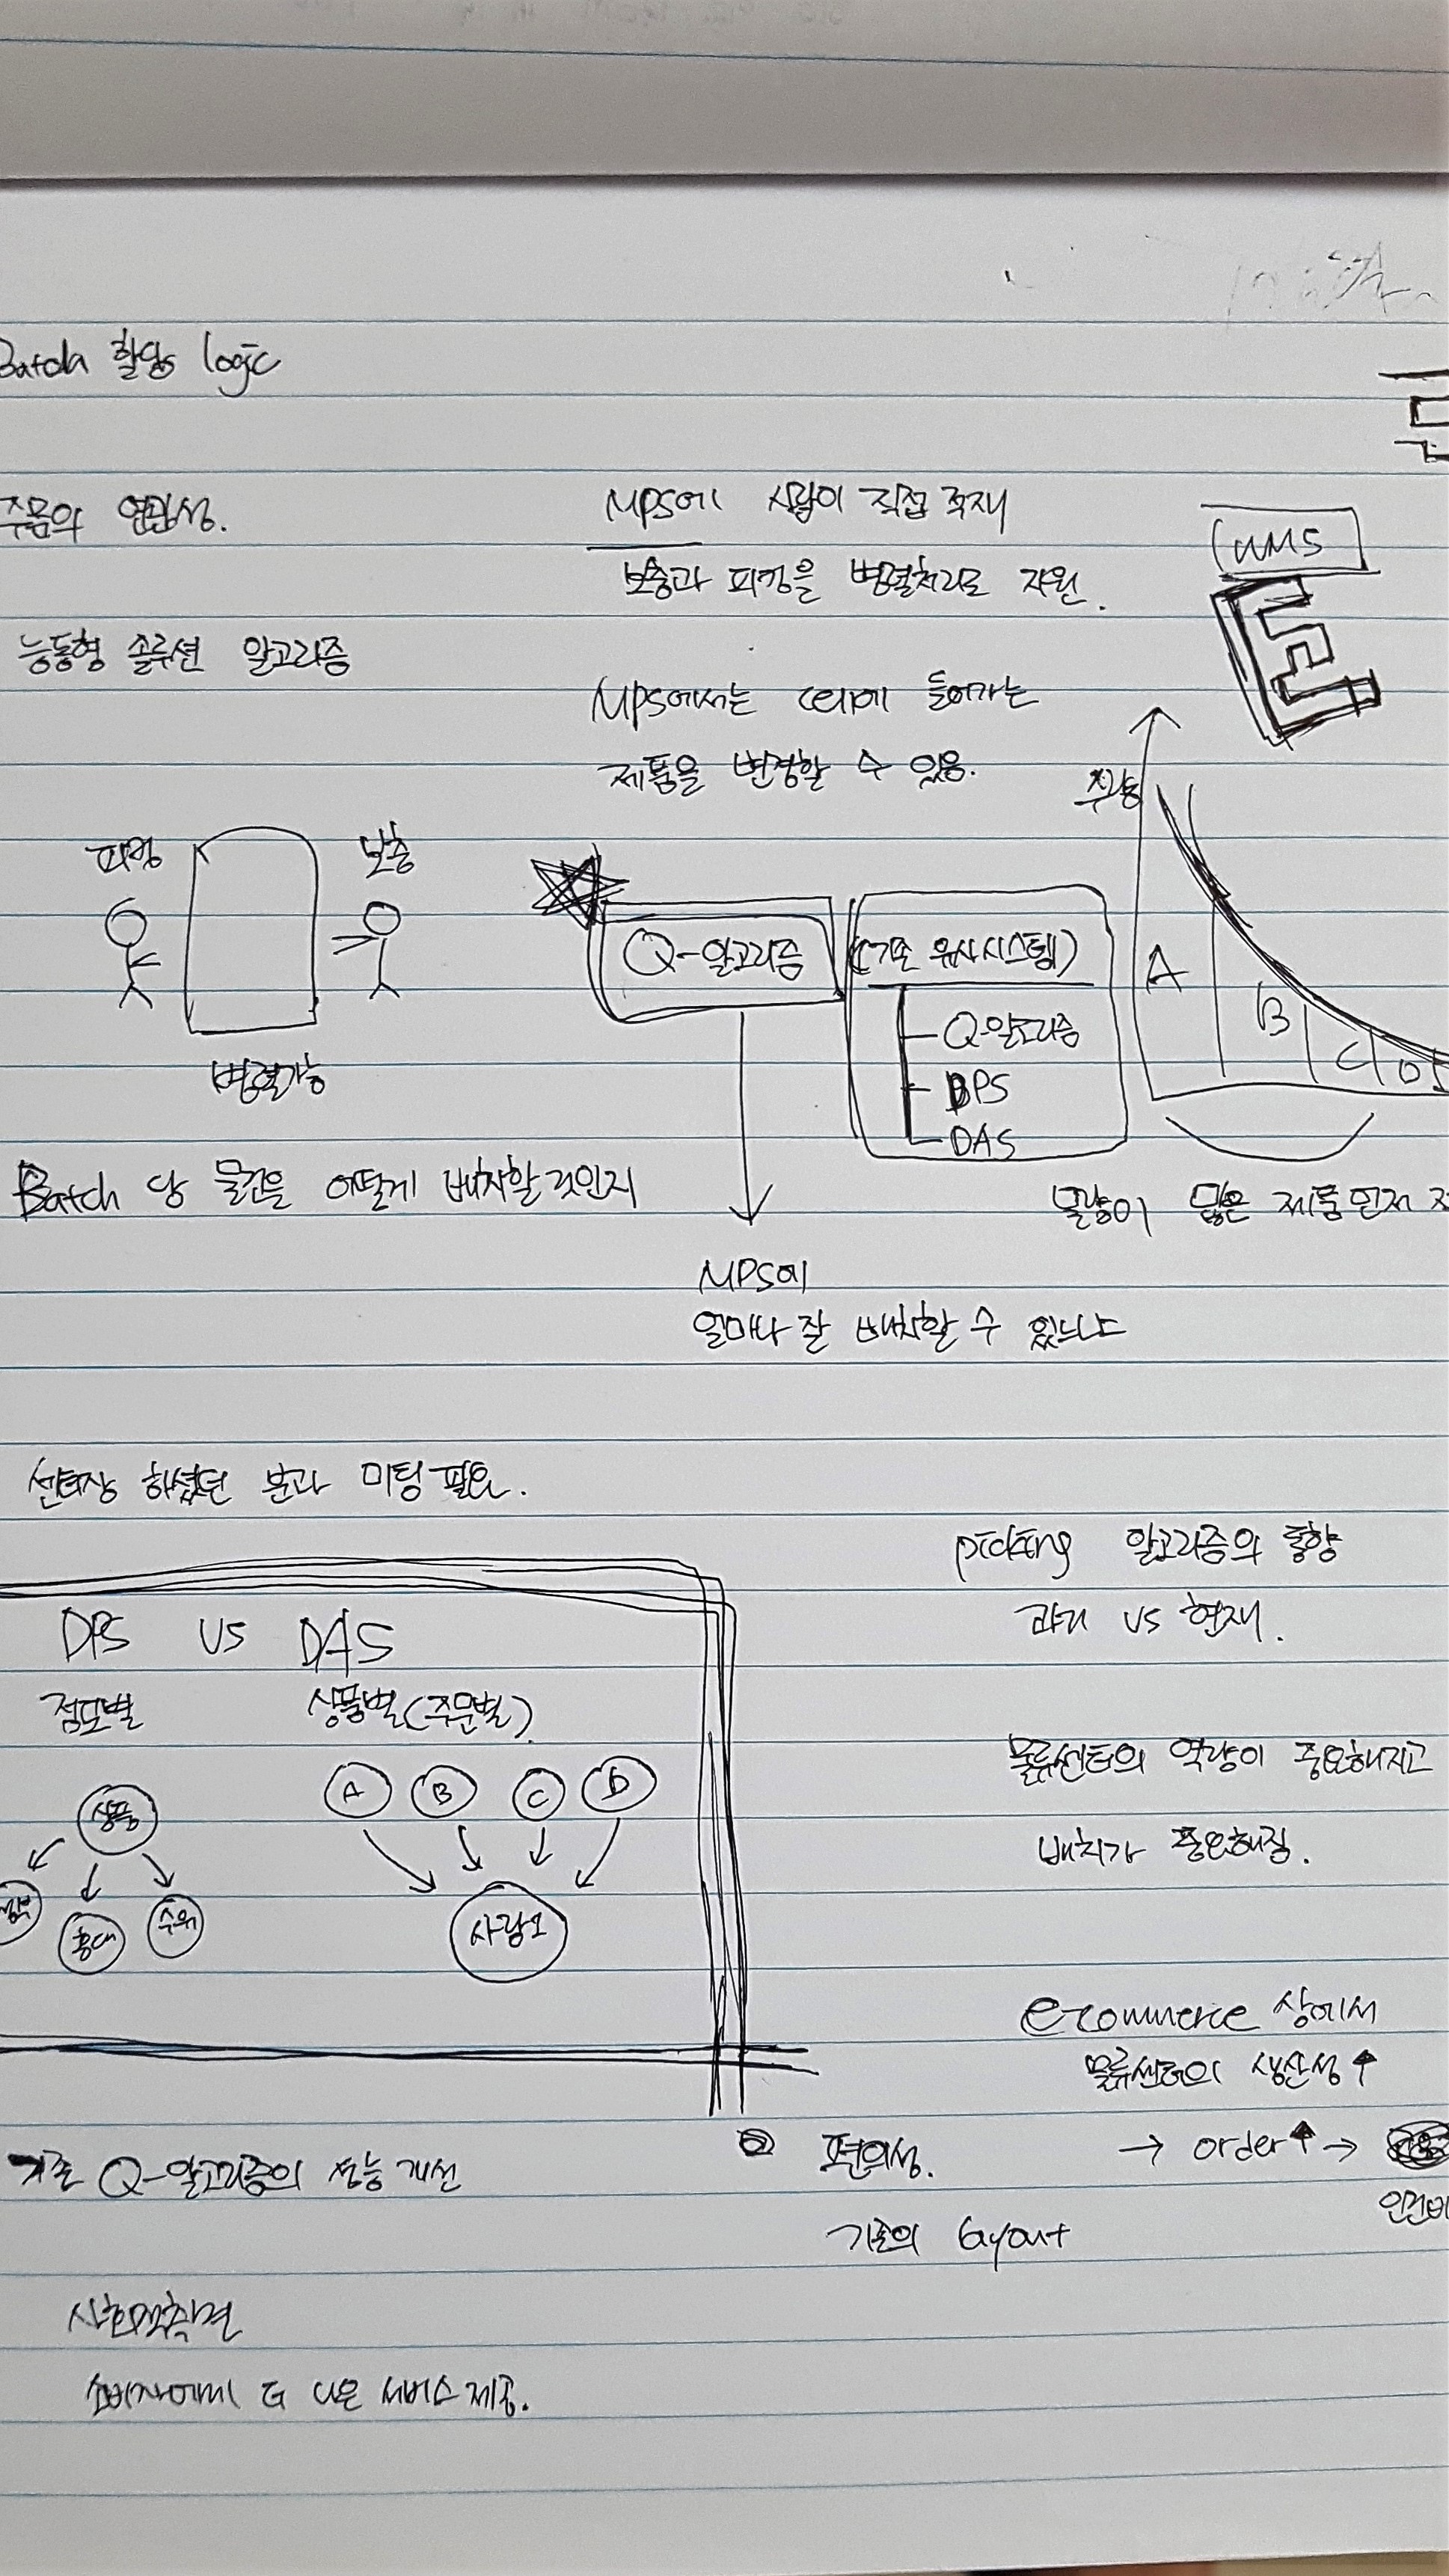 Batch 할당 logic
주문의 연관성.
능동형 솔루션 알고리즘
MPS에 사람이 직접 적재
보충과 피킹을 병렬처리로 지원.
MPS에서는 cell에 들어가는
제품을 변경할 수 있음.
WMS
피킹
보충
병렬가능
Q-알고리즘
(기존 유사시스템)
Q-알고리즘
DPS
DAS
A
B
C
Batch 당 물건을 어떻게 배치할것인지
물량이 많은 제품먼저
MPS에
얼마나 잘 배치할 수 있느냐
센터장 하셨던 분과 미팅 필요.
DPS vs DAS
점포별 상품별(주문별)
상품
홍대
수원
A B C D
사람1
picking 알고리즘의 동향
과거 vs 현재.
물류센터의 역량이 중요해지고
배치가 중요해짐.
e-commerce 상에서
물류센터의 생산성↑
→ order↑ →
인건비
기존 Q-알고리즘의 성능개선
편의성.
기존의 layout
사회적측면
소비자에게 더 나은 서비스제공.